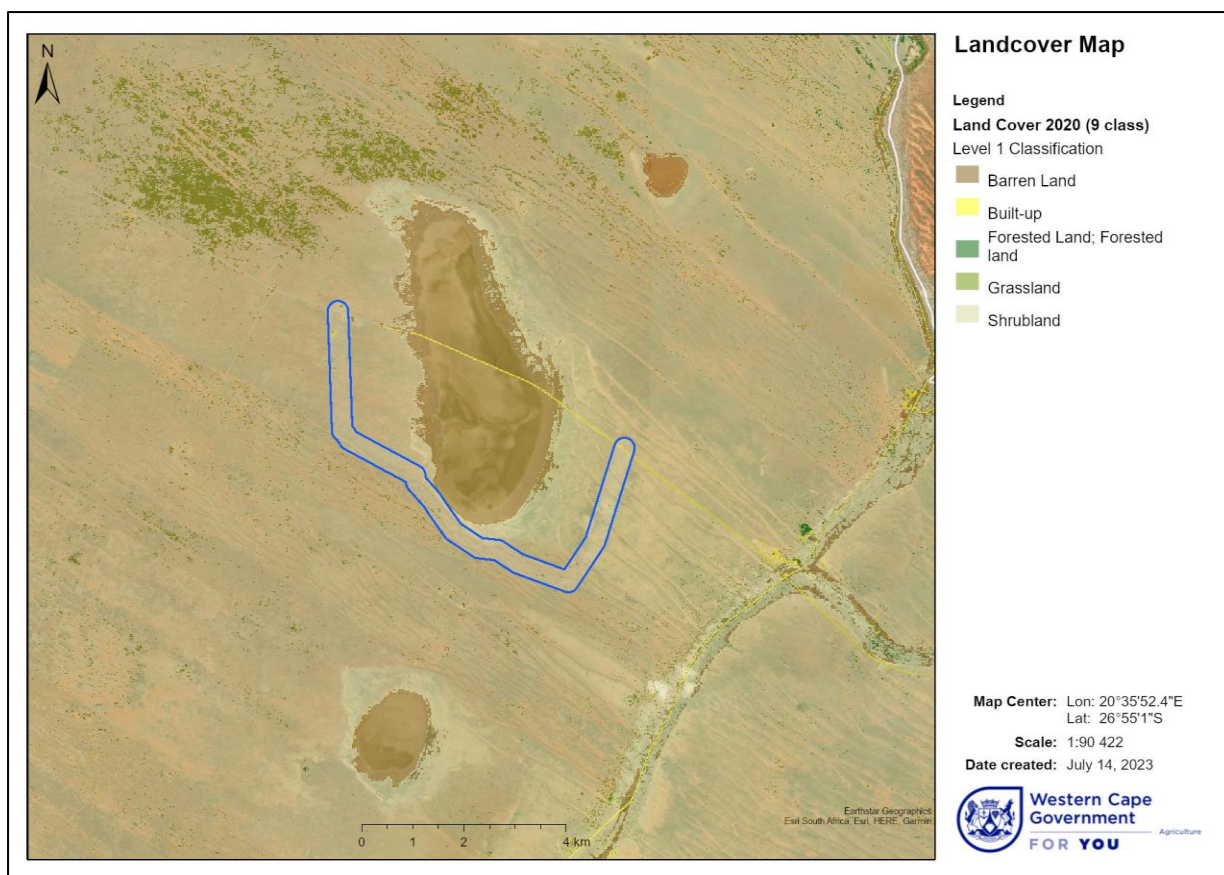 N
Landcover Map
Legend
Land Cover 2020 (9 class)
Level 1 Classification
Barren Land
Built-up
Forested Land; Forested
land
Grassland
Shrubland
Map Center: Lon: 20°35'52.4"E
Lat: 26°55'1"S
Scale: 1:90 422
Date created: July 14, 2023
Earthstar Geographics
Esri South Africa, Esri, HERE, Garmin,
0 1 2 4 km
Western Cape
Government
Agriculture
FOR YOU